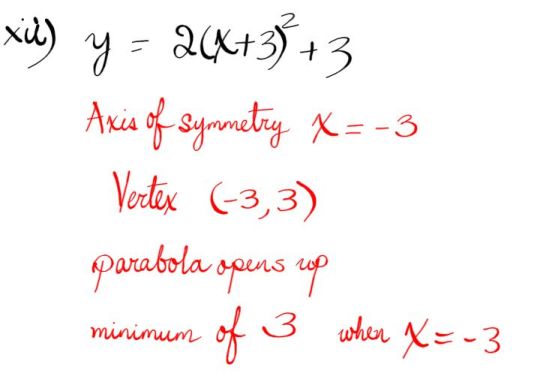 xii) y = 2(x+3)² + 3
Axis of symmetry x = -3
Vertex (-3, 3)
parabola opens up
minimum of 3 when x = -3